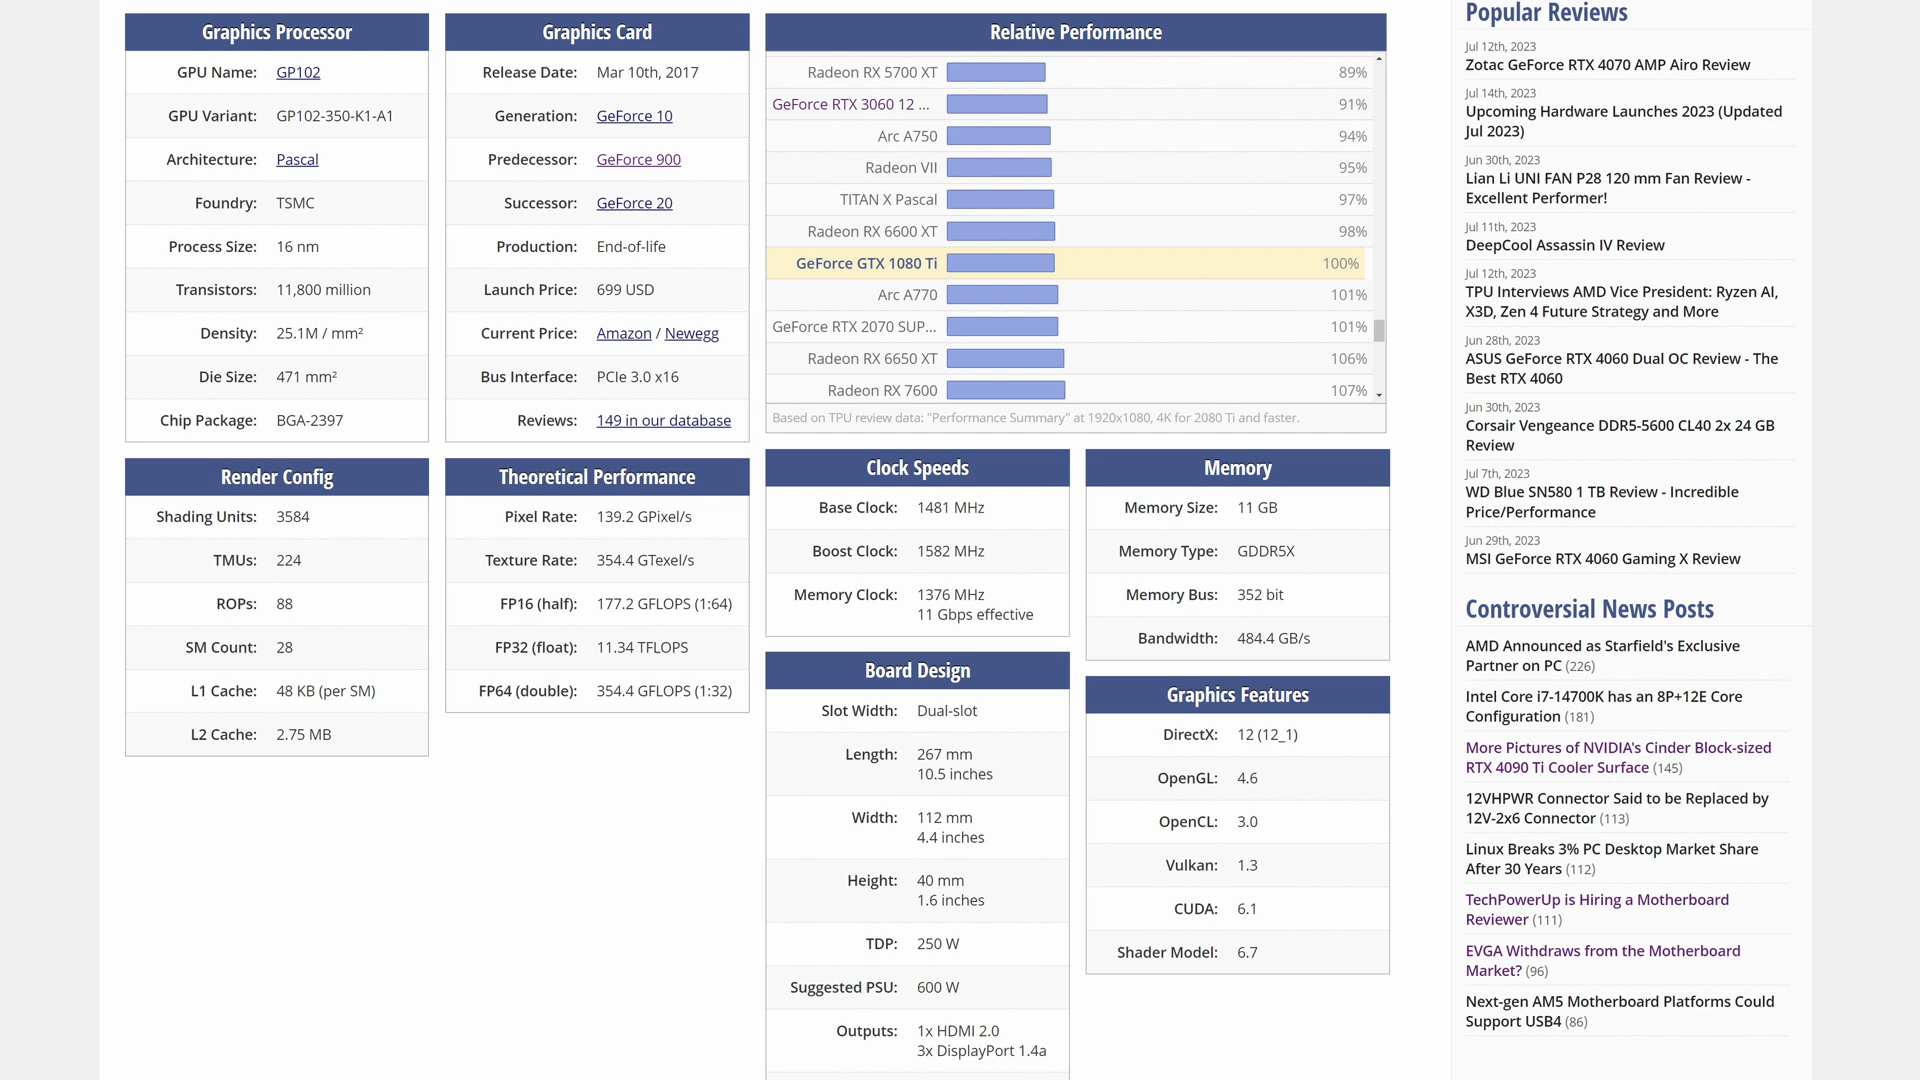 Graphics Processor
GPU Name: GP102
GPU Variant: GP102-350-K1-A1
Architecture: Pascal
Foundry: TSMC
Process Size: 16 nm
Transistors: 11,800 million
Density: 25.1M / mm²
Die Size: 471 mm²
Chip Package: BGA-2397
Graphics Card
Release Date: Mar 10th, 2017
Generation: GeForce 10
Predecessor: GeForce 900
Successor: GeForce 20
Production: End-of-life
Launch Price: 699 USD
Current Price: Amazon / Newegg
Bus Interface: PCIe 3.0 x16
Reviews: 149 in our database
Relative Performance
Radeon RX 5700 XT 89%
GeForce RTX 3060 12 ... 91%
Arc A750 94%
Radeon VII 95%
TITAN X Pascal 97%
Radeon RX 6600 XT 98%
GeForce GTX 1080 Ti 100%
Arc A770 101%
GeForce RTX 2070 SUP... 101%
Radeon RX 6650 XT 106%
Radeon RX 7600 107%
Based on TPU review data: "Performance Summary" at 1920x1080, 4K for 2080 Ti and faster.
Render Config
Shading Units: 3584
TMUs: 224
ROPs: 88
SM Count: 28
L1 Cache: 48 KB (per SM)
L2 Cache: 2.75 MB
Theoretical Performance
Pixel Rate: 139.2 GPixel/s
Texture Rate: 354.4 GTexel/s
FP16 (half): 177.2 GFLOPS (1:64)
FP32 (float): 11.34 TFLOPS
FP64 (double): 354.4 GFLOPS (1:32)
Clock Speeds
Base Clock: 1481 MHz
Boost Clock: 1582 MHz
Memory Clock: 1376 MHz
11 Gbps effective
Board Design
Slot Width: Dual-slot
Length: 267 mm
10.5 inches
Width: 112 mm
4.4 inches
Height: 40 mm
1.6 inches
TDP: 250 W
Suggested PSU: 600 W
Outputs: 1x HDMI 2.0
3x DisplayPort 1.4a
Memory
Memory Size: 11 GB
Memory Type: GDDR5X
Memory Bus: 352 bit
Bandwidth: 484.4 GB/s
Graphics Features
DirectX: 12 (12_1)
OpenGL: 4.6
OpenCL: 3.0
Vulkan: 1.3
CUDA: 6.1
Shader Model: 6.7
Popular Reviews
Jul 12th, 2023
Zotac GeForce RTX 4070 AMP Airo Review
Jul 14th, 2023
Upcoming Hardware Launches 2023 (Updated
Jul 2023)
Jun 30th, 2023
Lian Li UNI FAN P28 120 mm Fan Review -
Excellent Performer!
Jul 11th, 2023
DeepCool Assassin IV Review
Jul 12th, 2023
TPU Interviews AMD Vice President: Ryzen AI,
X3D, Zen 4 Future Strategy and More
Jun 28th, 2023
ASUS GeForce RTX 4060 Dual OC Review - The
Best RTX 4060
Jun 30th, 2023
Corsair Vengeance DDR5-5600 CL40 2x 24 GB
Review
Jul 7th, 2023
WD Blue SN580 1 TB Review - Incredible
Price/Performance
Jun 29th, 2023
MSI GeForce RTX 4060 Gaming X Review
Controversial News Posts
AMD Announced as Starfield's Exclusive
Partner on PC (226)
Intel Core i7-14700K has an 8P+12E Core
Configuration (181)
More Pictures of NVIDIA's Cinder Block-sized
RTX 4090 Ti Cooler Surface (145)
12VHPWR Connector Said to be Replaced by
12V-2x6 Connector (113)
Linux Breaks 3% PC Desktop Market Share
After 30 Years (112)
TechPowerUp is Hiring a Motherboard
Reviewer (111)
EVGA Withdraws from the Motherboard
Market? (96)
Next-gen AM5 Motherboard Platforms Could
Support USB4 (86)